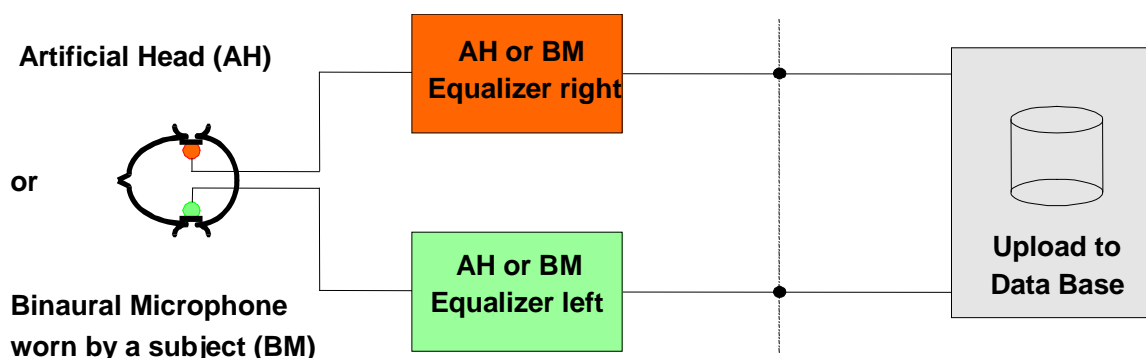 Artificial Head (AH)
or
Binaural Microphone
worn by a subject (BM)
AH or BM
Equalizer right
AH or BM
Equalizer left
Upload to
Data Base